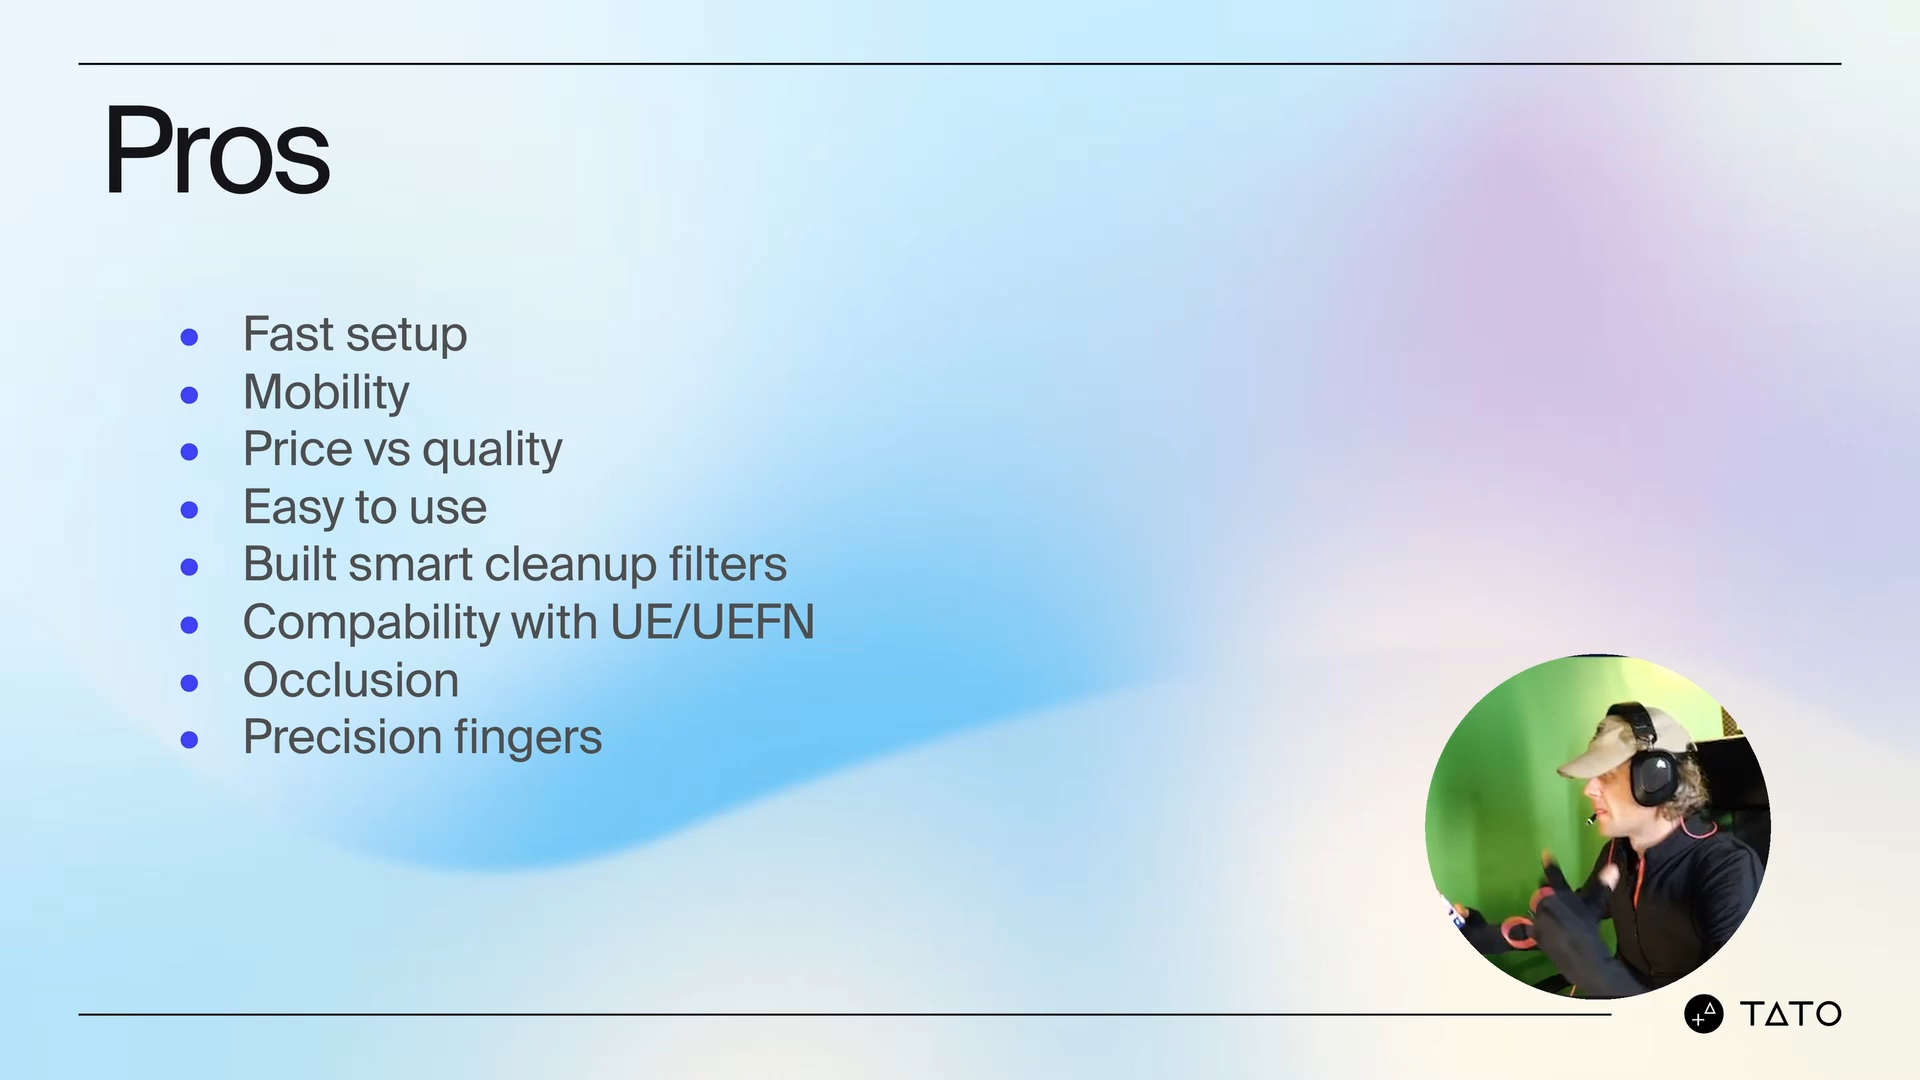 Pros
Fast setup
Mobility
Price vs quality
Easy to use
Built smart cleanup filters
Compability with UE/UEFN
Occlusion
Precision fingers
TATO